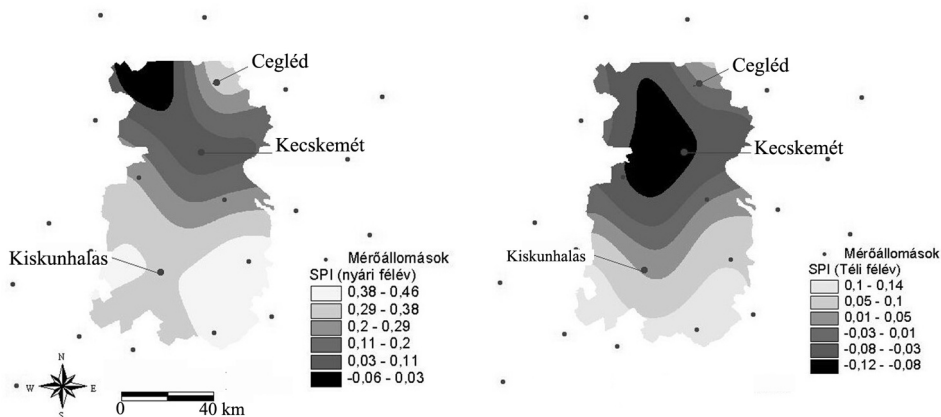 Cegléd
Kecskemét
Kiskunhalas
Mérőállomások
SPI (nyári félév)
0,38 - 0,46
0,29 - 0,38
0,2 - 0,29
0,11 - 0,2
0,03 - 0,11
-0,06 - 0,03
N
W E
S
0 40 km
Cegléd
Kecskemét
Kiskunhalas
Mérőállomások
SPI (Téli félév)
0,1 - 0,14
0,05 - 0,1
0,01 - 0,05
-0,03 - 0,01
-0,08 - -0,03
-0,12 - -0,08